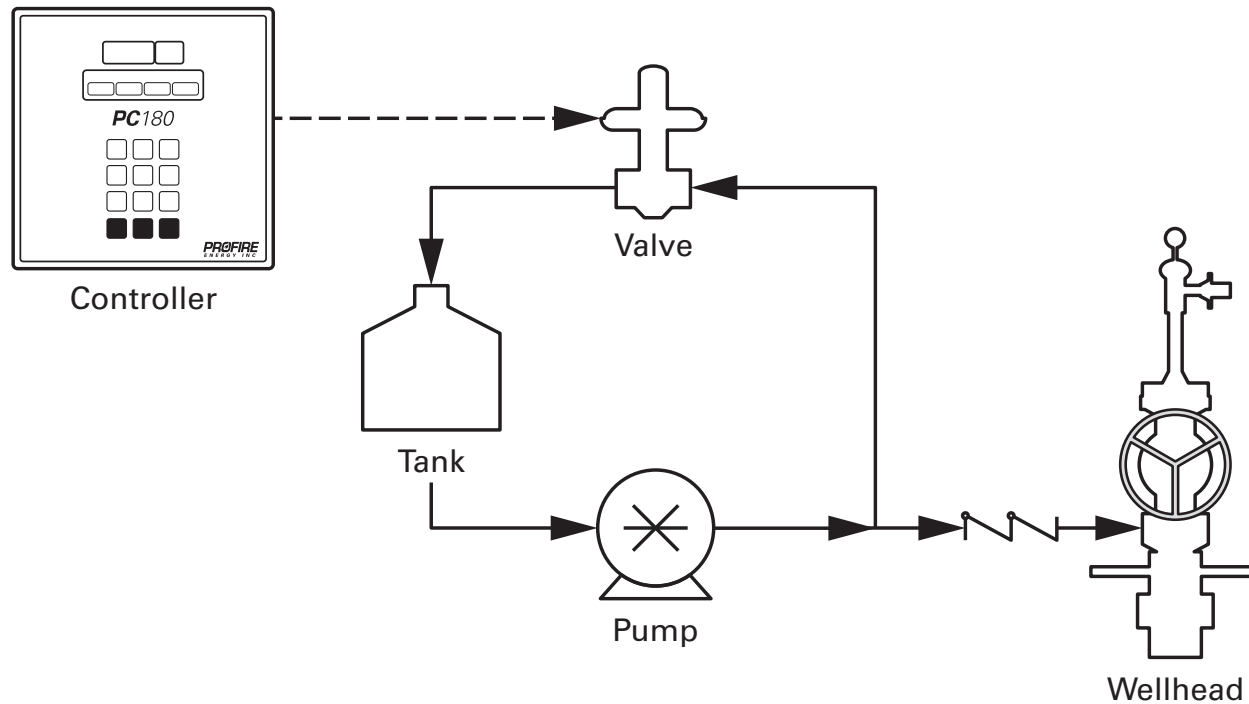 PC180
PROFIRE
ENERGY INC
Controller
Valve
Tank
Pump
Wellhead